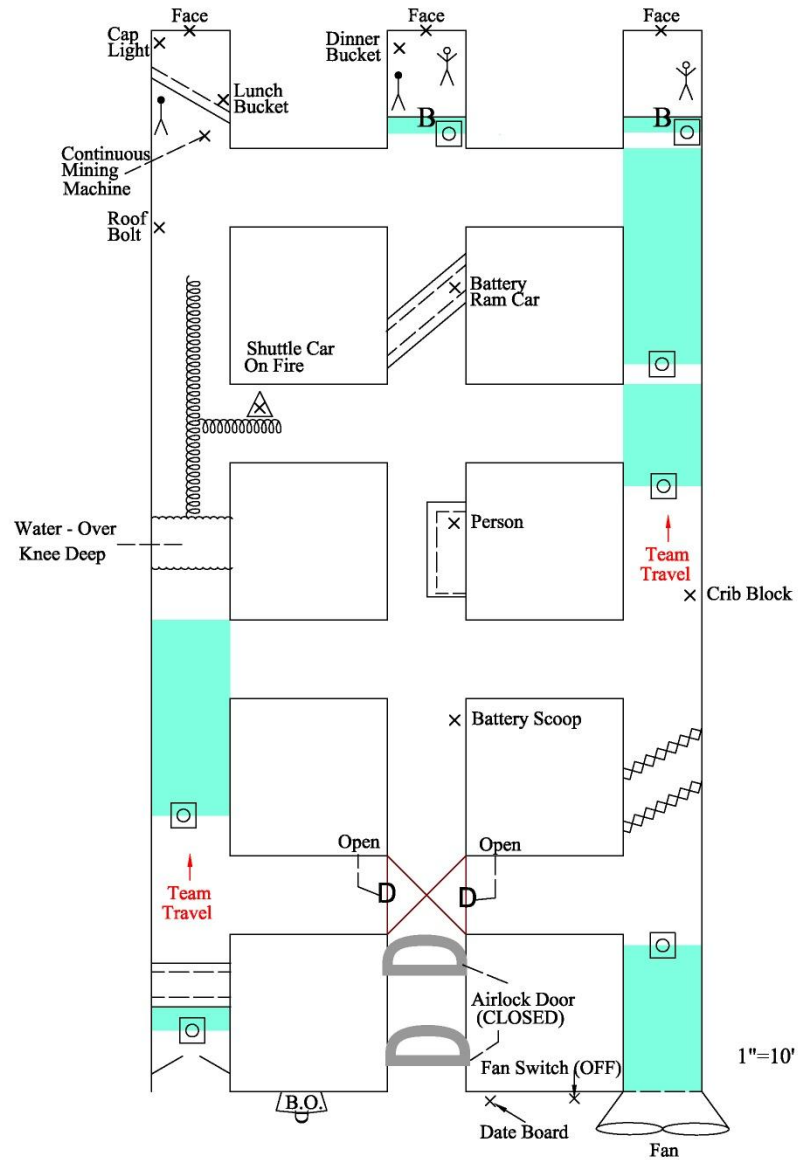 Face
Face
Face
Cap
Light
Dinner
Bucket
Lunch
Bucket
B
B
Continuous
Mining
Machine
Roof
Bolt
Battery
Ram Car
Shuttle Car
On Fire
Water - Over
Knee Deep
Person
Team
Travel
Crib Block
Battery Scoop
Open
Open
D
D
Team
Travel
D
Airlock Door
(CLOSED)
D
Fan Switch (OFF)
1"=10'
B.O.
Date Board
Fan